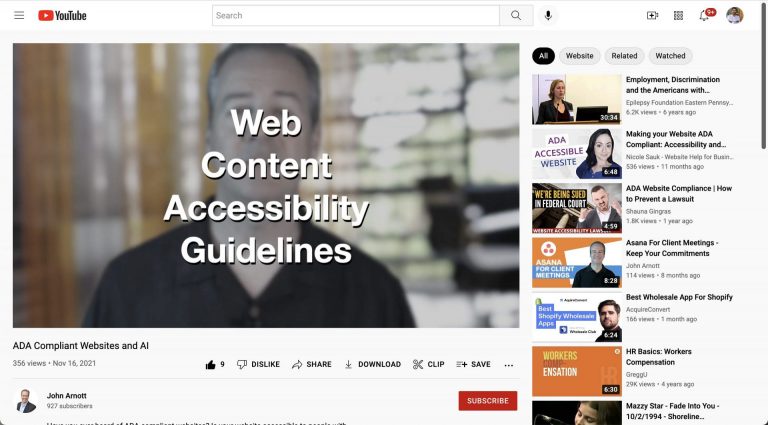 YouTube
Search
9+
Web
Content
Accessibility
Guidelines
ADA Compliant Websites and AI
356 views • Nov 16, 2021
9
DISLIKE
SHARE
DOWNLOAD
CLIP
SAVE
John Arnott
927 subscribers
SUBSCRIBE
Have you ever heard of ADA compliant websites? Is your website accessible to people with
All
Website
Related
Watched
30:34
Employment, Discrimination
and the Americans with...
Epilepsy Foundation Eastern Pennsy...
6.2K views • 6 years ago
ADA
ACCESSIBLE
WEBSITE
6:48
Making your Website ADA
Compliant: Accessibility and...
Nicole Sauk - Website Help for Busin...
536 views • 11 months ago
WE'RE BEING SUED
IN FEDERAL COURT
WEBSITE ACCESSIBILITY
4:59
ADA Website Compliance | How
to Prevent a Lawsuit
Shauna Gingras
1.8K views • 1 year ago
ASANA
FOR CLIENT
MEETINGS
8:28
Asana For Client Meetings -
Keep Your Commitments
John Arnott
114 views • 8 months ago
AcquireConvert
Best
Shopify Wholesale
Apps
Wholesale Club
6:24
Best Wholesale App For Shopify
AcquireConvert
166 views • 1 month ago
WORKERS
ENSATION
HR
6:30
HR Basics: Workers
Compensation
GreggU
29K views • 4 years ago
Mazzy Star - Fade Into You -
10/2/1994 - Shoreline...